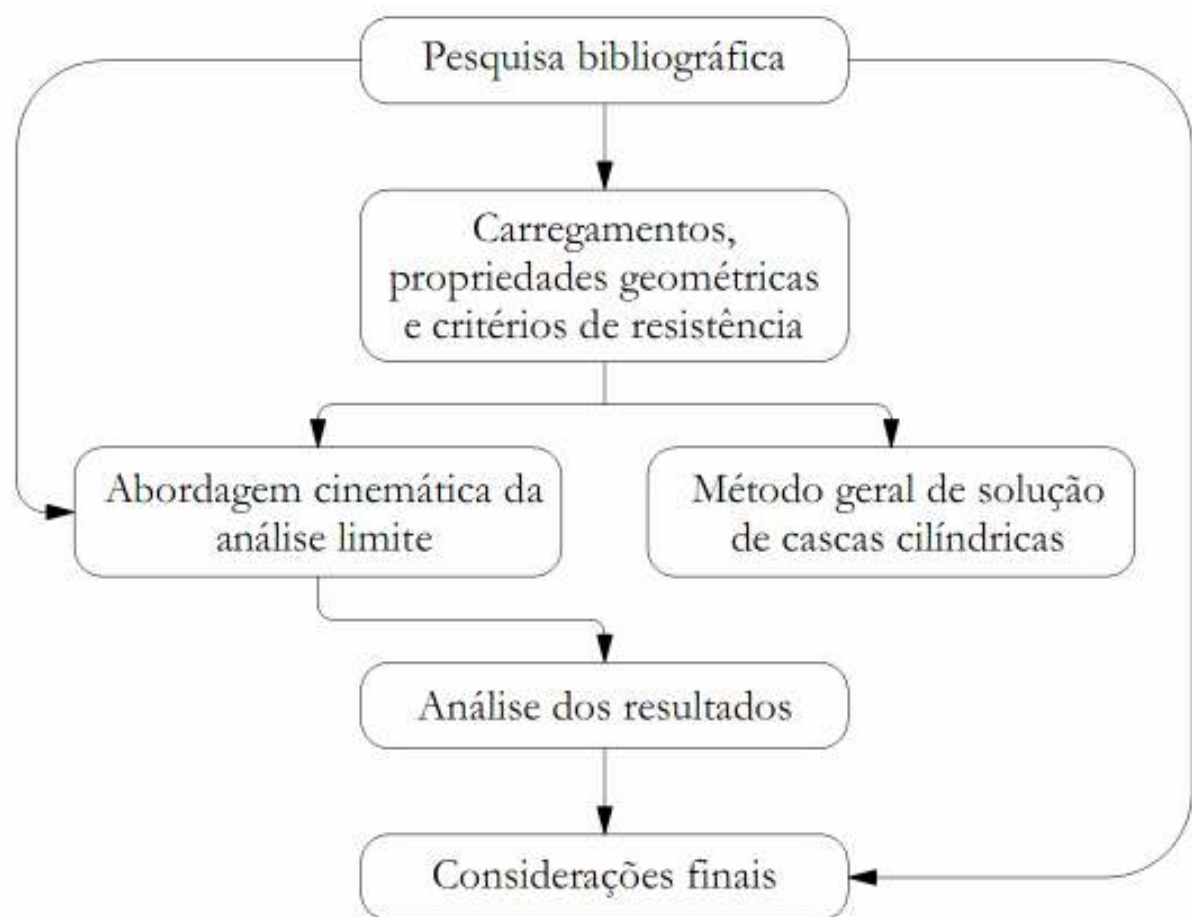 Pesquisa bibliográfica
Carregamentos,
propriedades geométricas
e critérios de resistência
Abordagem cinemática da
análise limite
Método geral de solução
de cascas cilíndricas
Análise dos resultados
Considerações finais